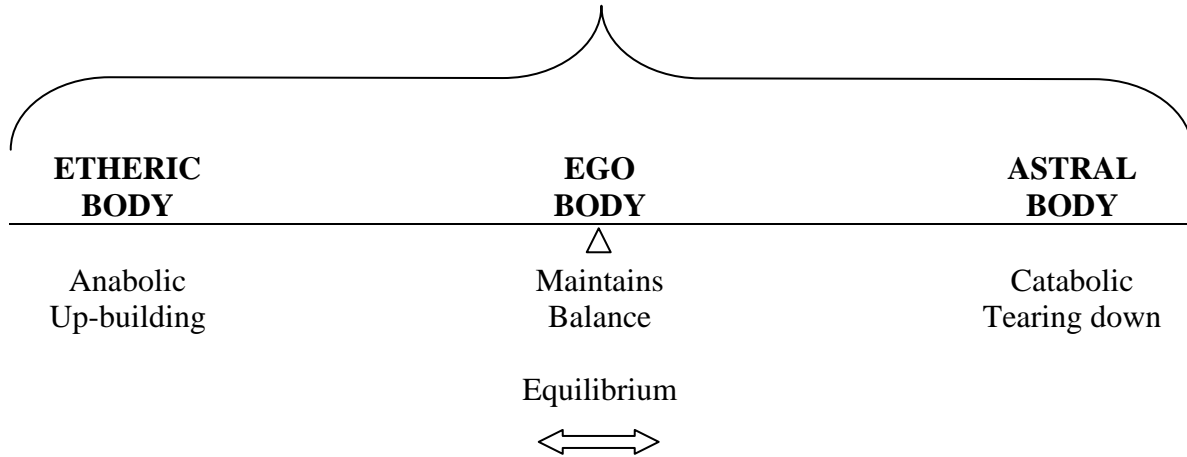 ETHERIC BODY
EGO BODY
ASTRAL BODY
Anabolic
Up-building
Maintains
Balance
Catabolic
Tearing down
Equilibrium